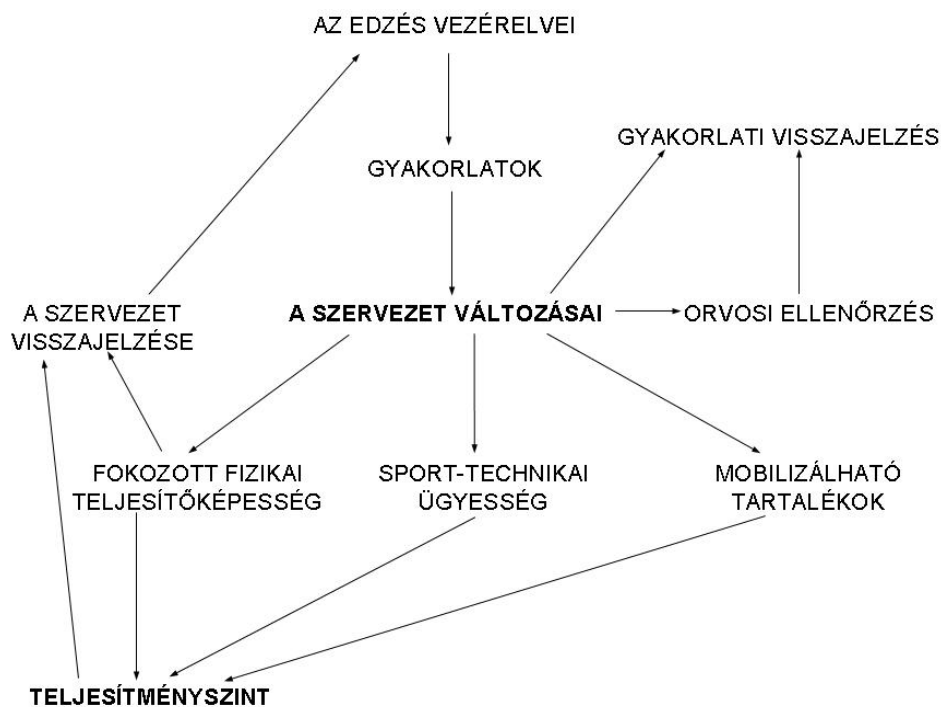 AZ EDZÉS VEZÉRELVEI
GYAKORLATI VISSZAJELZÉS
GYAKORLATOK
A SZERVEZET
VISSZAJELZÉSE
A SZERVEZET VÁLTOZÁSAI
ORVOSI ELLENŐRZÉS
FOKOZOTT FIZIKAI
TELJESÍTŐKÉPESSÉG
SPORT-TECHNIKAI
ÜGYESSÉG
MOBILIZÁLHATÓ
TARTALÉKOK
TELJESÍTMÉNYSZINT